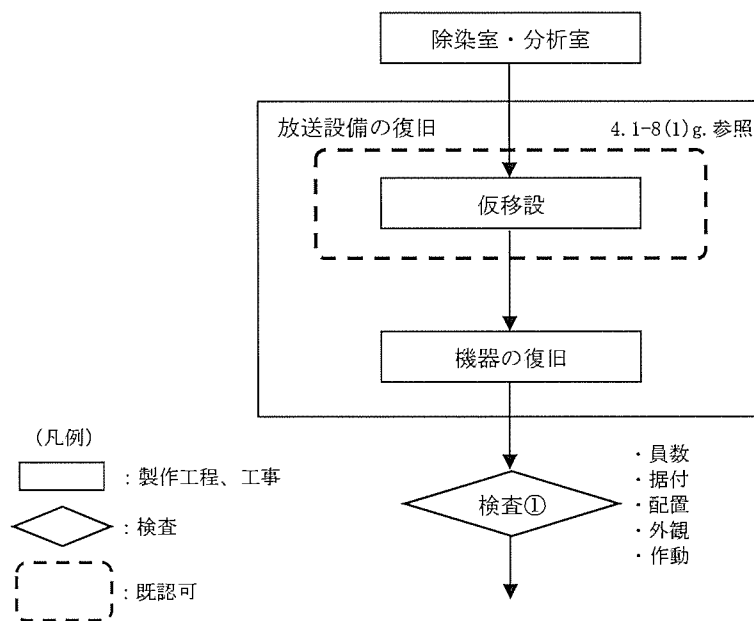 除染室・分析室
放送設備の復旧
4.1-8(1)g.参照
仮移設
機器の復旧
検査①
・員数
・据付
・配置
・外観
・作動
(凡例)
：製作工程、工事
：検査
：既認可